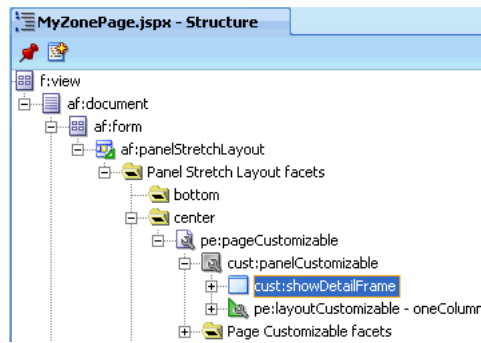 MyZonePage.jspx - Structure
f:view
af:document
af:form
af:panelStretchLayout
Panel Stretch Layout facets
bottom
center
pe:pageCustomizable
cust:panelCustomizable
cust:showDetailFrame
pe:layoutCustomizable - oneColumn
Page Customizable facets